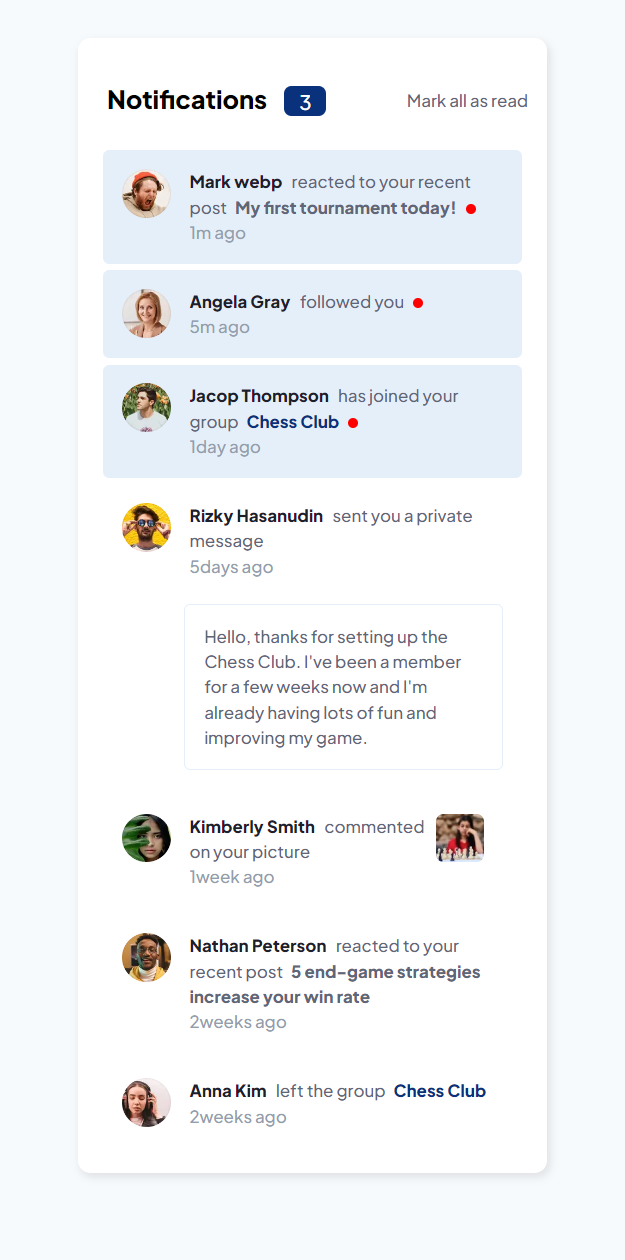 Notifications 3 Mark all as read
Mark webp reacted to your recent
post My first tournament today!
1m ago
Angela Gray followed you
5m ago
Jacop Thompson has joined your
group Chess Club
1day ago
Rizky Hasanudin sent you a private
message
5days ago
Hello, thanks for setting up the
Chess Club. I've been a member
for a few weeks now and I'm
already having lots of fun and
improving my game.
Kimberly Smith commented
on your picture
1week ago
Nathan Peterson reacted to your
recent post 5 end-game strategies
increase your win rate
2weeks ago
Anna Kim left the group Chess Club
2weeks ago